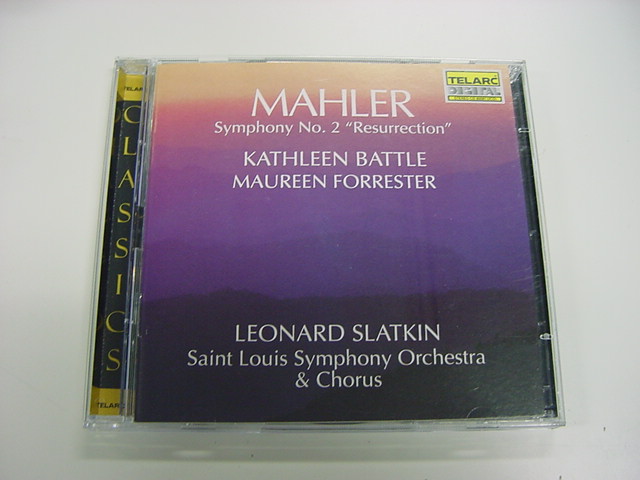 TELARC
DIGITAL
MAHLER
Symphony No. 2 "Resurrection"
KATHLEEN BATTLE
MAUREEN FORRESTER
LEONARD SLATKIN
Saint Louis Symphony Orchestra
& Chorus
TELARC
CLASSICS
TELARC